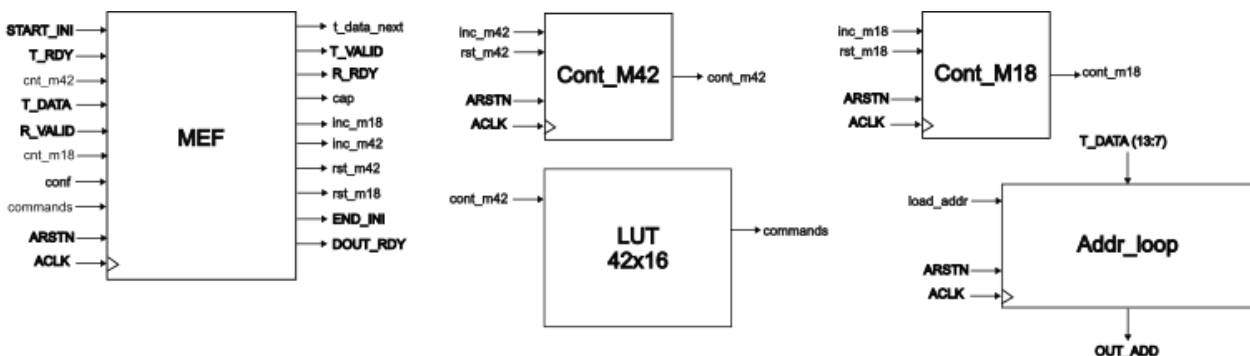 START_INI
T_RDY
cnt_m42
T_DATA
R_VALID
cnt_m18
conf
commands
ARSTN
ACLK
MEF
t_data_next
T_VALID
R_RDY
cap
inc_m18
inc_m42
rst_m42
rst_m18
END_INI
DOUT_RDY
inc_m42
rst_m42
Cont_M42
cont_m42
ARSTN
ACLK
inc_m18
rst_m18
Cont_M18
cont_m18
ARSTN
ACLK
cont_m42
LUT
42x16
commands
T_DATA (13:7)
load_addr
Addr_loop
ARSTN
ACLK
OUT_ADD